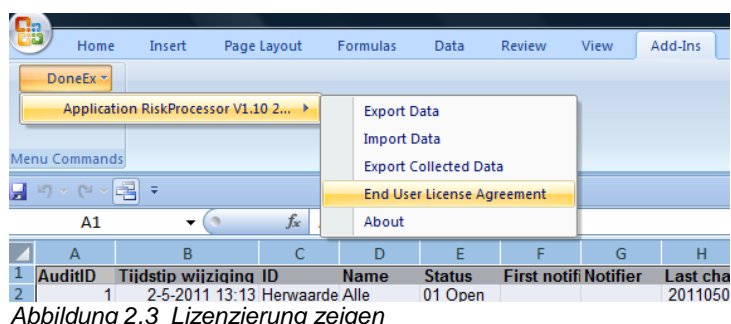 Home Insert Page Layout Formulas Data Review View Add-Ins
DoneEx
Application RiskProcessor V1.10 2...
Export Data
Import Data
Export Collected Data
End User License Agreement
About
Menu Commands
A1 fx
A B C D E F G H
1 AuditID Tijdstip wijziging ID Name Status First notifi Notifier Last cha
2 1 2-5-2011 13:13 Herwaarde Alle 01 Open 2011050
Abbildung 2.3 Lizenzierung zeigen